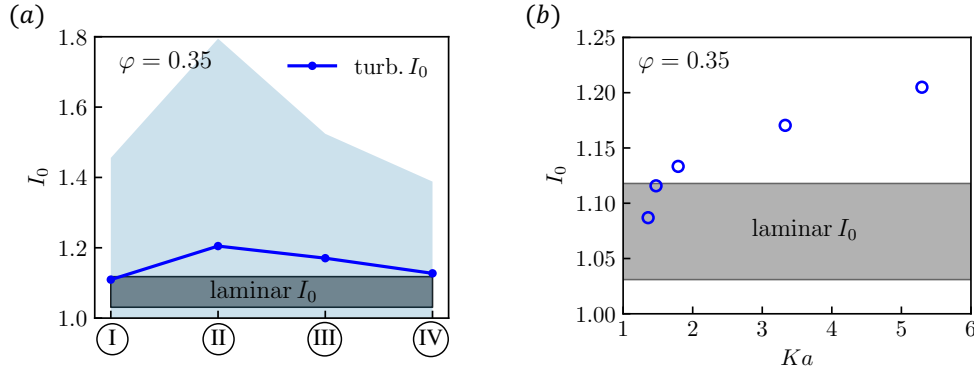 (a)
φ = 0.35
turb. I₀
laminar I₀
I₀
1.8
1.6
1.4
1.2
1.0
I II III IV
(b)
φ = 0.35
laminar I₀
I₀
1.25
1.20
1.15
1.10
1.05
1.00
1 2 3 4 5 6
Ka